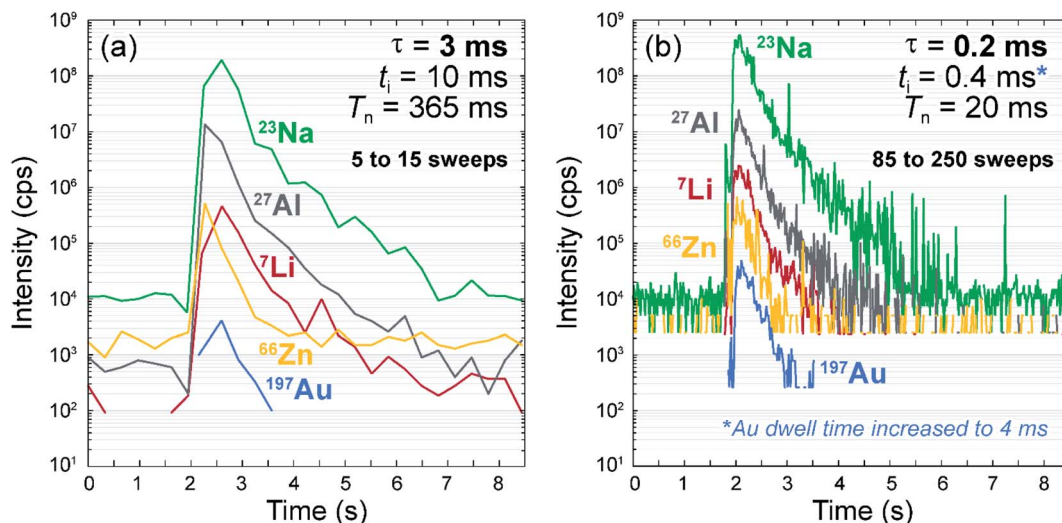 (a)
τ = 3 ms
tᵢ = 10 ms
Tₙ = 365 ms
5 to 15 sweeps
²³Na
²⁷Al
⁷Li
⁶⁶Zn
¹⁹⁷Au
Intensity (cps)
10⁹
10⁸
10⁷
10⁶
10⁵
10⁴
10³
10²
10¹
0 1 2 3 4 5 6 7 8
Time (s)
(b)
τ = 0.2 ms
tᵢ = 0.4 ms*
Tₙ = 20 ms
85 to 250 sweeps
²³Na
²⁷Al
⁷Li
⁶⁶Zn
¹⁹⁷Au
*Au dwell time increased to 4 ms
Intensity (cps)
10⁹
10⁸
10⁷
10⁶
10⁵
10⁴
10³
10²
10¹
0 1 2 3 4 5 6 7 8
Time (s)